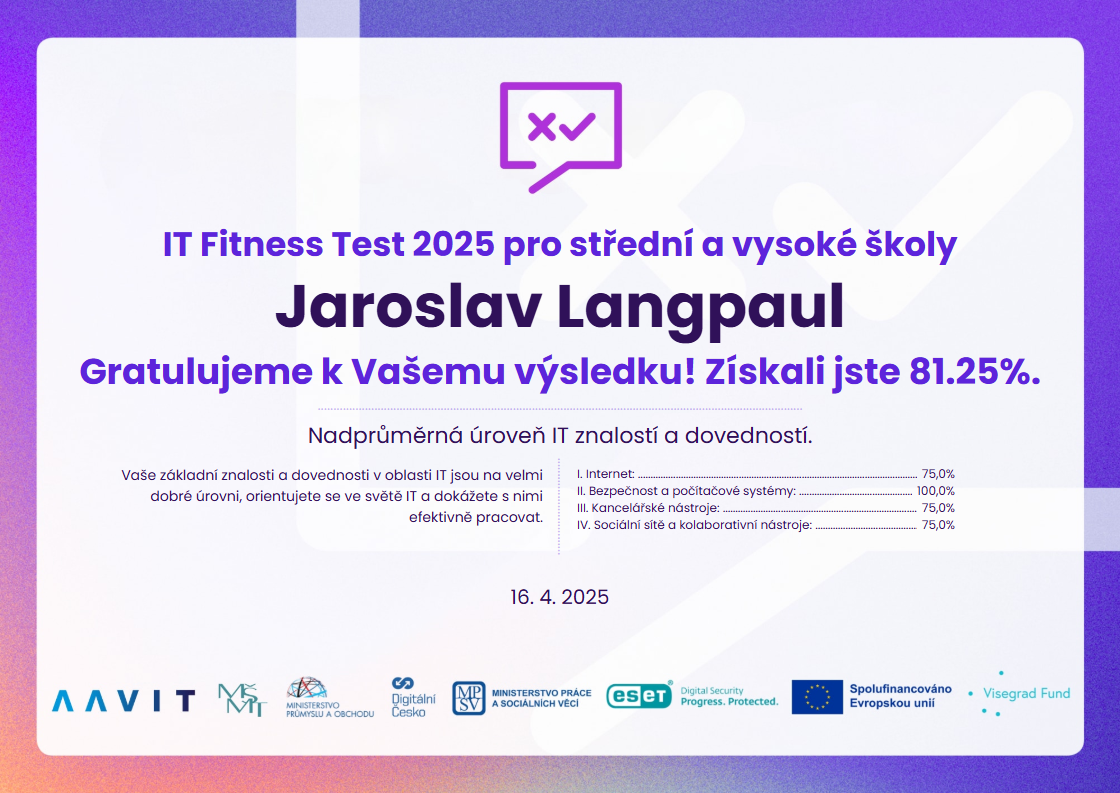 IT Fitness Test 2025 pro střední a vysoké školy
Jaroslav Langpaul
Gratulujeme k Vašemu výsledku! Získali jste 81.25%.
Nadprůměrná úroveň IT znalostí a dovedností.
Vaše základní znalosti a dovednosti v oblasti IT jsou na velmi
dobré úrovni, orientujete se ve světě IT a dokážete s nimi
efektivně pracovat.
I. Internet: ........................................ 75,0%
II. Bezpečnost a počítačové systémy: ........................................ 100,0%
III. Kancelářské nástroje: ........................................ 75,0%
IV. Sociální sítě a kolaborativní nástroje: ........................................ 75,0%
16. 4. 2025
AAVIT
MŠMT
MINISTERSTVO
PRŮMYSLU A OBCHODU
Digitální
Česko
MP
SV
MINISTERSTVO PRÁCE
A SOCIÁLNÍCH VĚCÍ
eseT®
Digital Security
Progress. Protected.
Spolufinancováno
Evropskou unií
Visegrad Fund